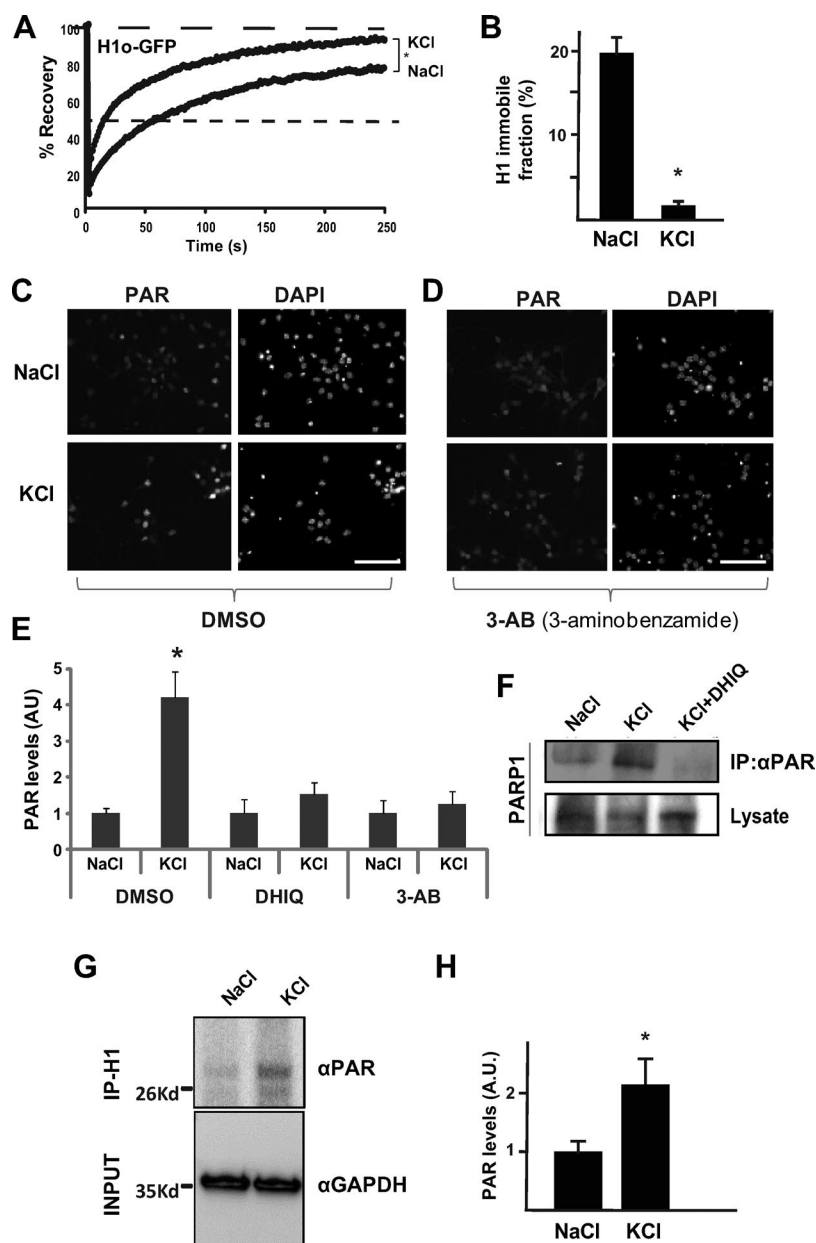 A
H1o-GFP
KCl
*
NaCl
% Recovery
100
80
60
40
20
0
0 50 100 150 200 250
Time (s)
B
H1 immobile
fraction (%)
20
10
*
NaCl KCl
C
PAR DAPI
NaCl
KCl
DMSO
D
PAR DAPI
3-AB (3-aminobenzamide)
E
PAR levels (AU)
5
4
3
2
1
0
*
NaCl KCl NaCl KCl NaCl KCl
DMSO DHIQ 3-AB
F
NaCl KCl KCl+DHIQ
PARP1
IP:αPAR
Lysate
G
NaCl KCl
IP-H1
αPAR
26Kd
INPUT
35Kd
αGAPDH
H
PAR levels (A.U.)
2
1
*
NaCl KCl